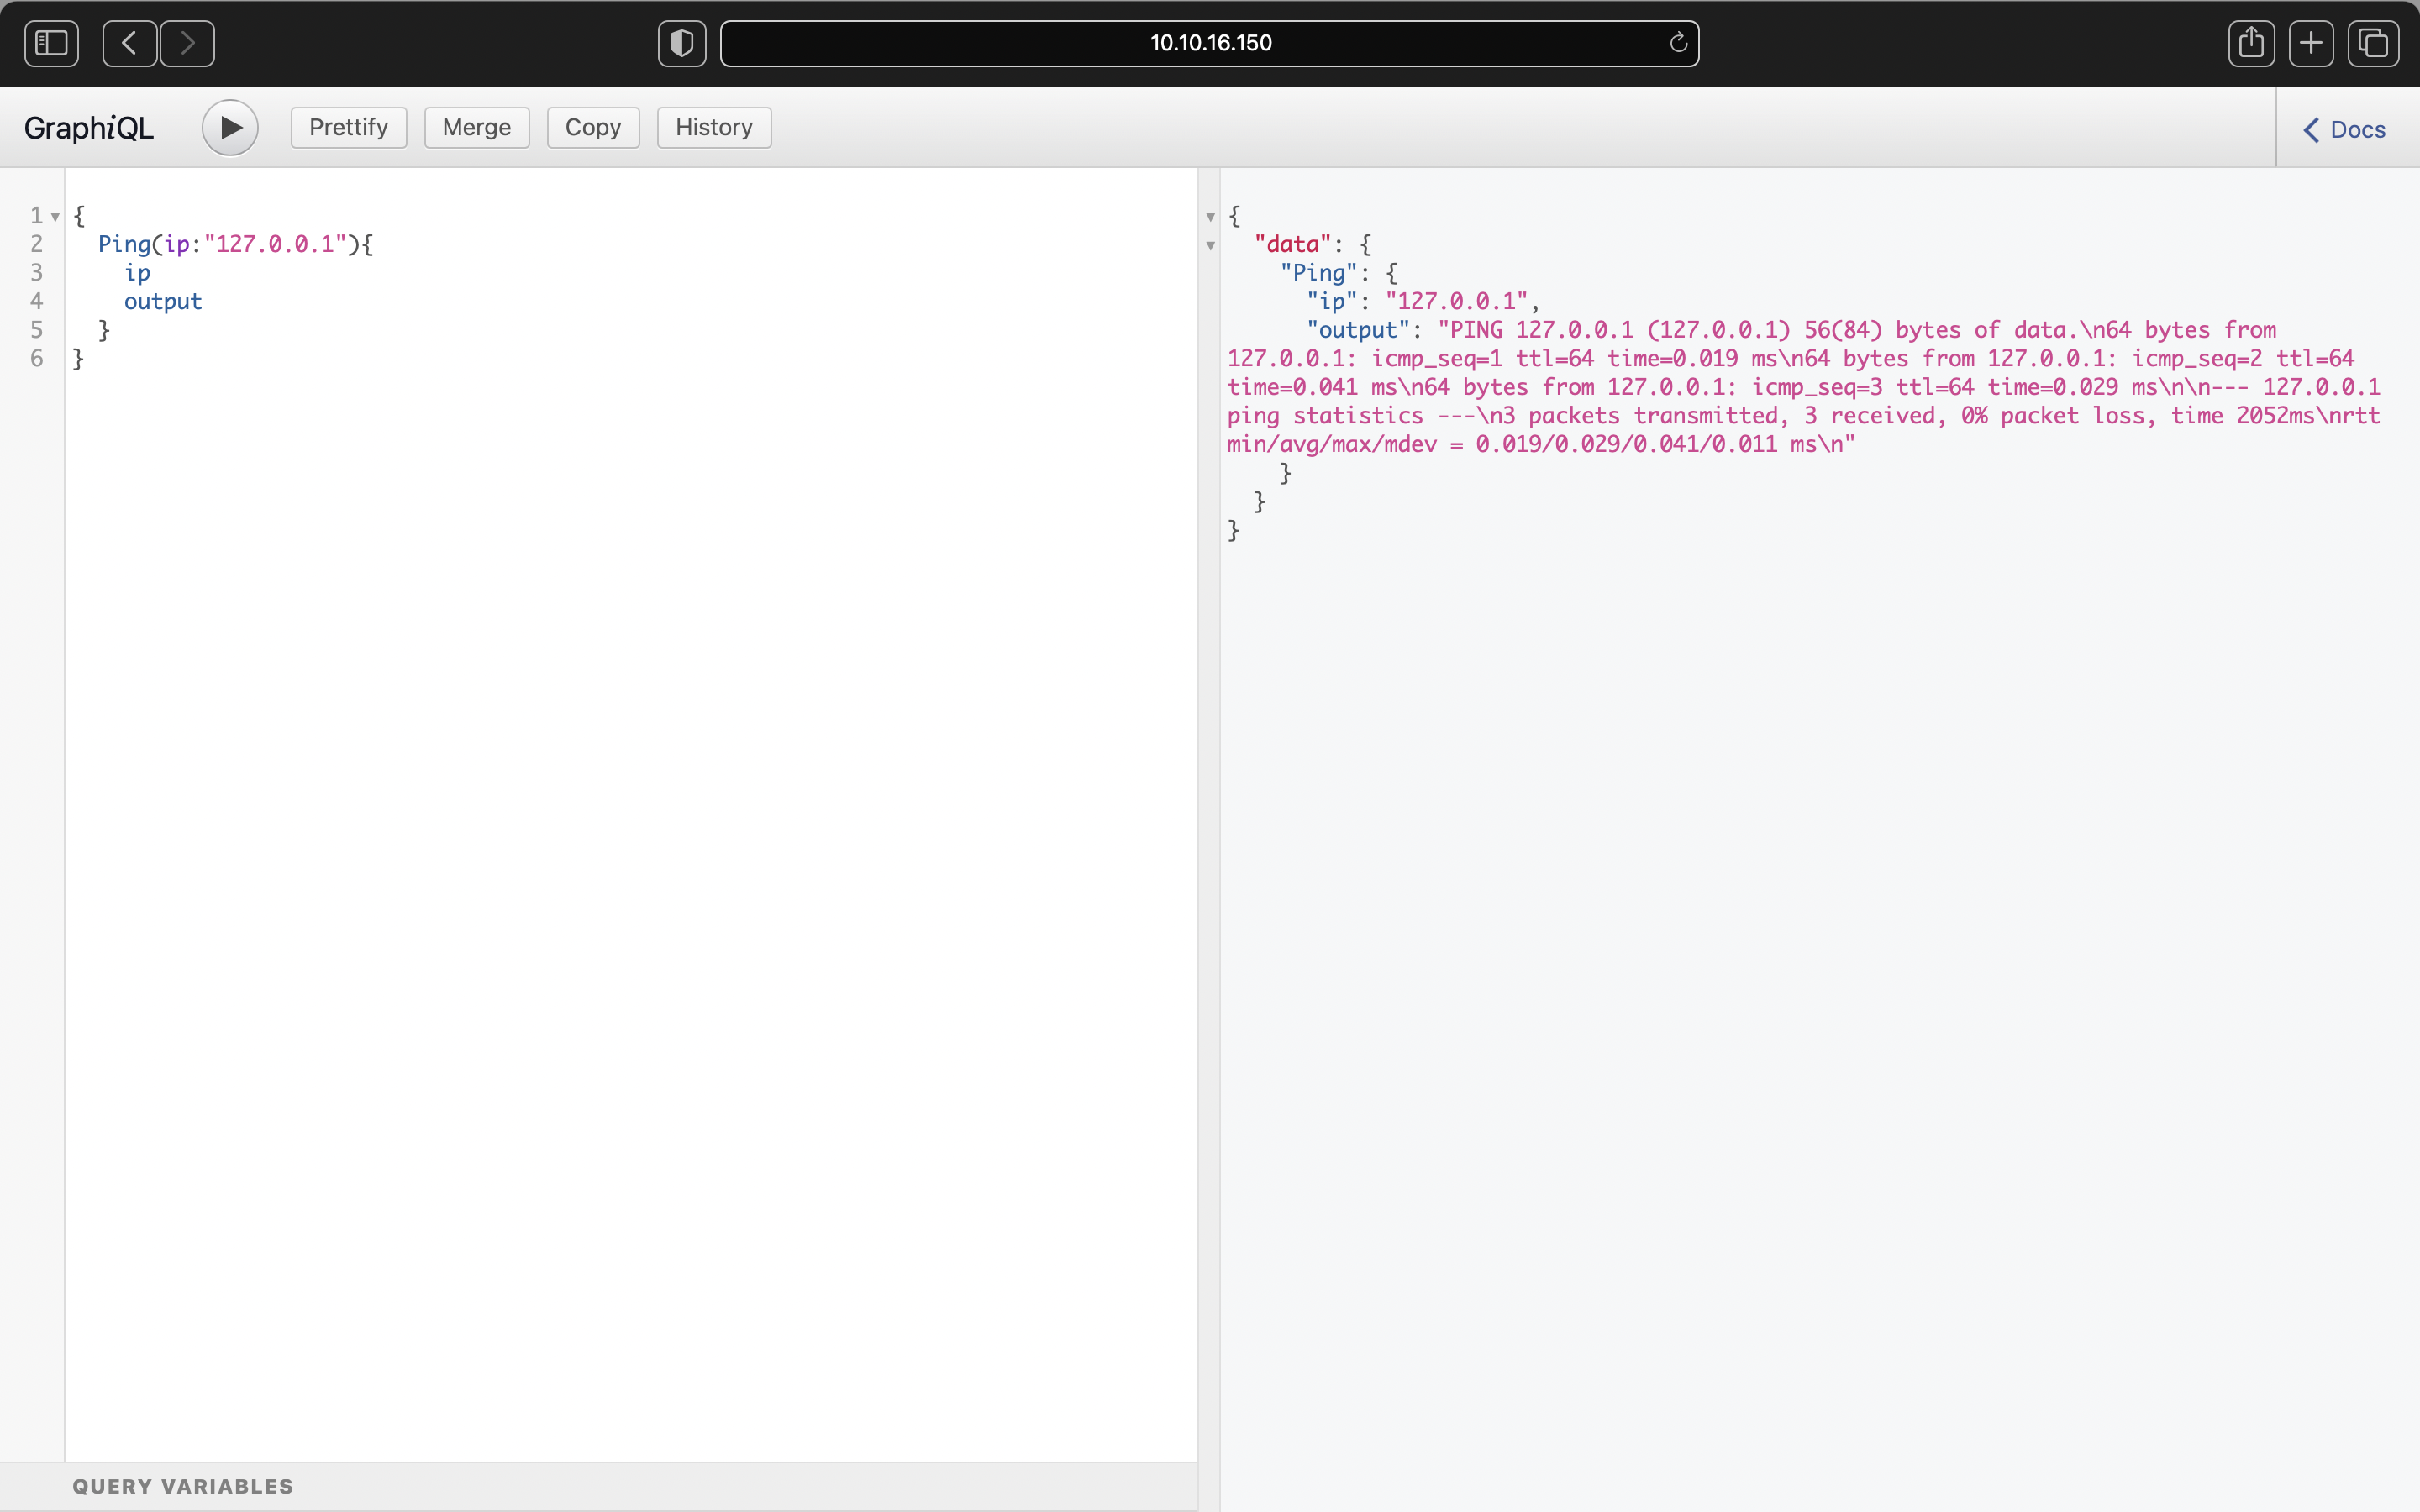 10.10.16.150
GraphiQL Prettify Merge Copy History Docs
1 {
2   Ping(ip:"127.0.0.1"){
3     ip
4     output
5   }
6 }
{
  "data": {
    "Ping": {
      "ip": "127.0.0.1",
      "output": "PING 127.0.0.1 (127.0.0.1) 56(84) bytes of data.\n64 bytes from
127.0.0.1: icmp_seq=1 ttl=64 time=0.019 ms\n64 bytes from 127.0.0.1: icmp_seq=2 ttl=64
time=0.041 ms\n64 bytes from 127.0.0.1: icmp_seq=3 ttl=64 time=0.029 ms\n\n--- 127.0.0.1
ping statistics ---\n3 packets transmitted, 3 received, 0% packet loss, time 2052ms\nrtt
min/avg/max/mdev = 0.019/0.029/0.041/0.011 ms\n"
    }
  }
}
QUERY VARIABLES